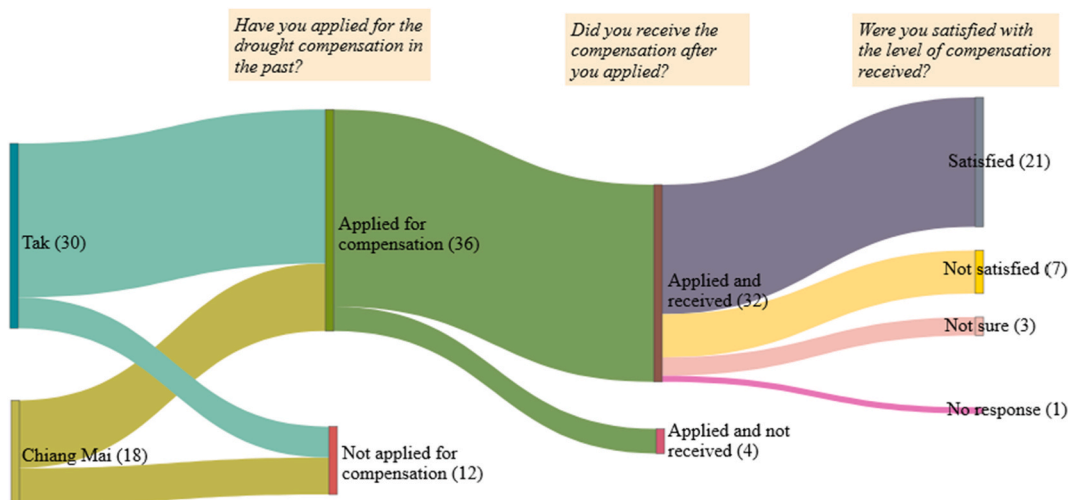 Have you applied for the
drought compensation in
the past?
Did you receive the
compensation after
you applied?
Were you satisfied with
the level of compensation
received?
Tak (30)
Chiang Mai (18)
Applied for
compensation (36)
Not applied for
compensation (12)
Applied and
received (32)
Applied and not
received (4)
Satisfied (21)
Not satisfied (7)
Not sure (3)
No response (1)